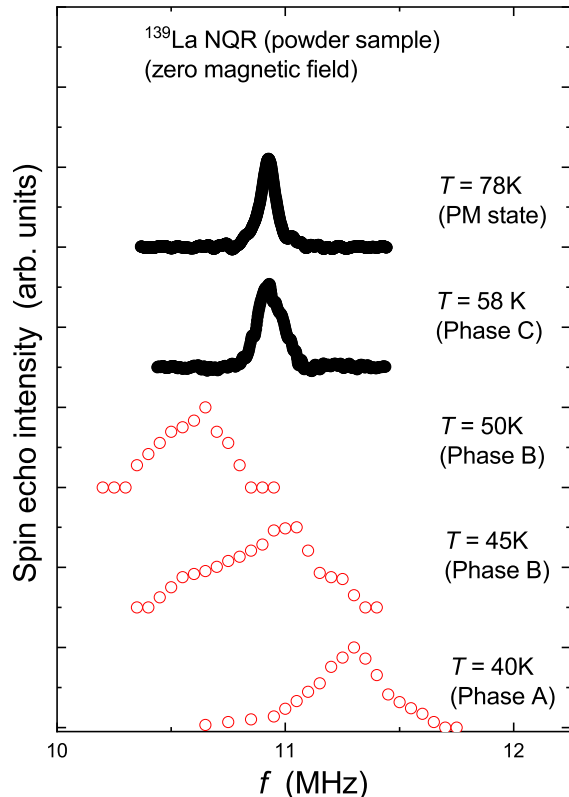 ¹³⁹La NQR (powder sample)
(zero magnetic field)
T = 78K
(PM state)
T = 58 K
(Phase C)
T = 50K
(Phase B)
T = 45K
(Phase B)
T = 40K
(Phase A)
Spin echo intensity (arb. units)
10 11 12
f (MHz)